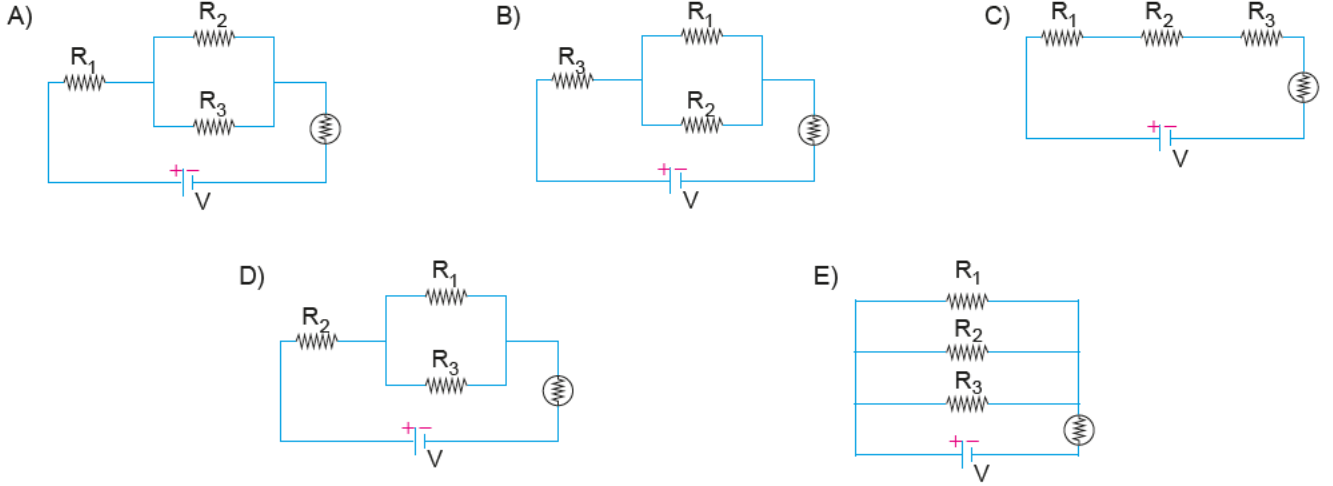 A)
R2
R1
R3
+ −
V
B)
R1
R3
R2
+ −
V
C)
R1 R2 R3
+ −
V
D)
R1
R2
R3
+ −
V
E)
R1
R2
R3
+ −
V